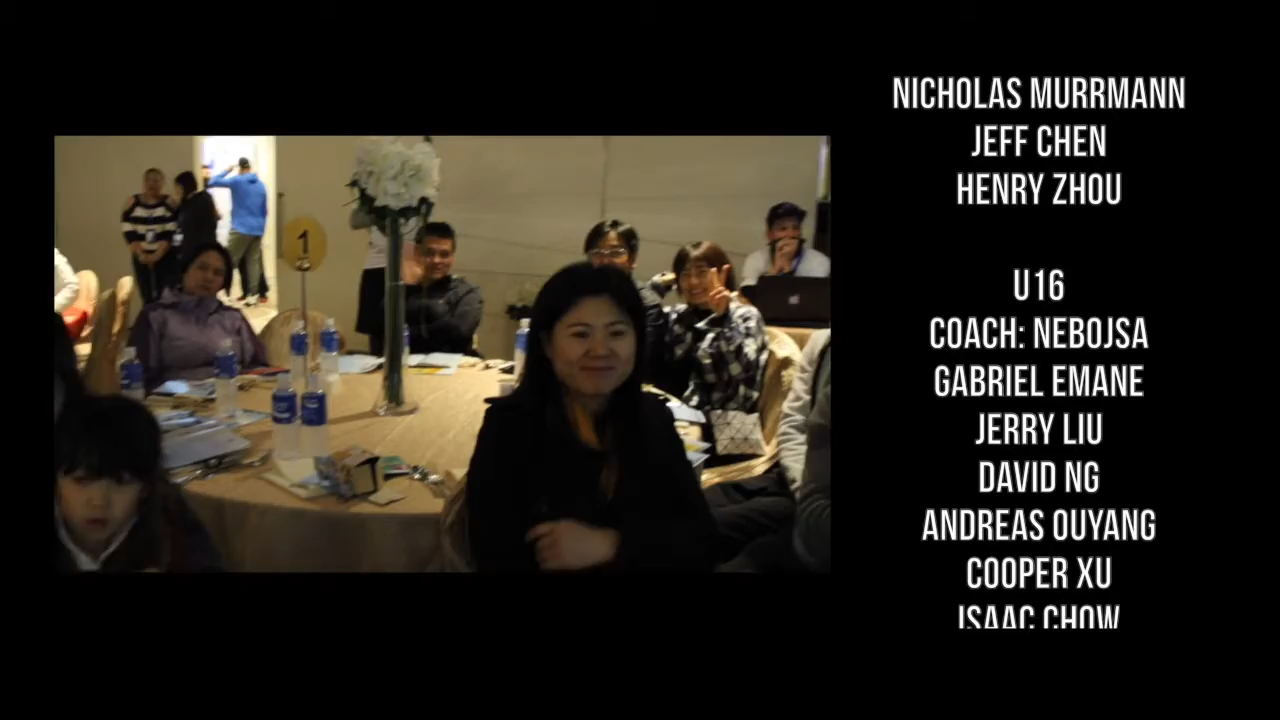 1
NICHOLAS MURRMANN
JEFF CHEN
HENRY ZHOU
U16
COACH: NEBOJSA
GABRIEL EMANE
JERRY LIU
DAVID NG
ANDREAS OUYANG
COOPER XU
ISAAC CHOW